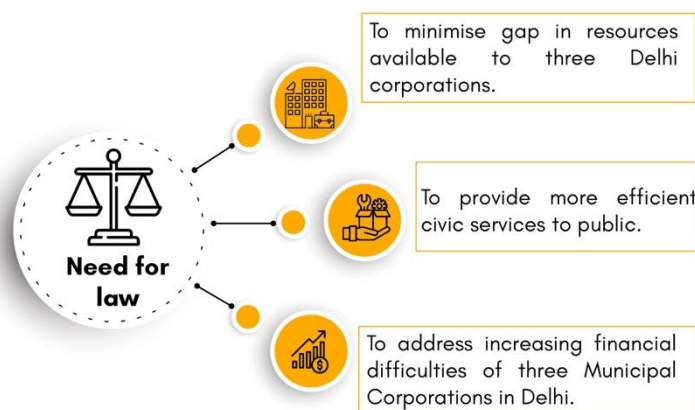 To minimise gap in resources
available to three Delhi
corporations.
To provide more efficient
civic services to public.
Need for
law
To address increasing financial
difficulties of three Municipal
Corporations in Delhi.